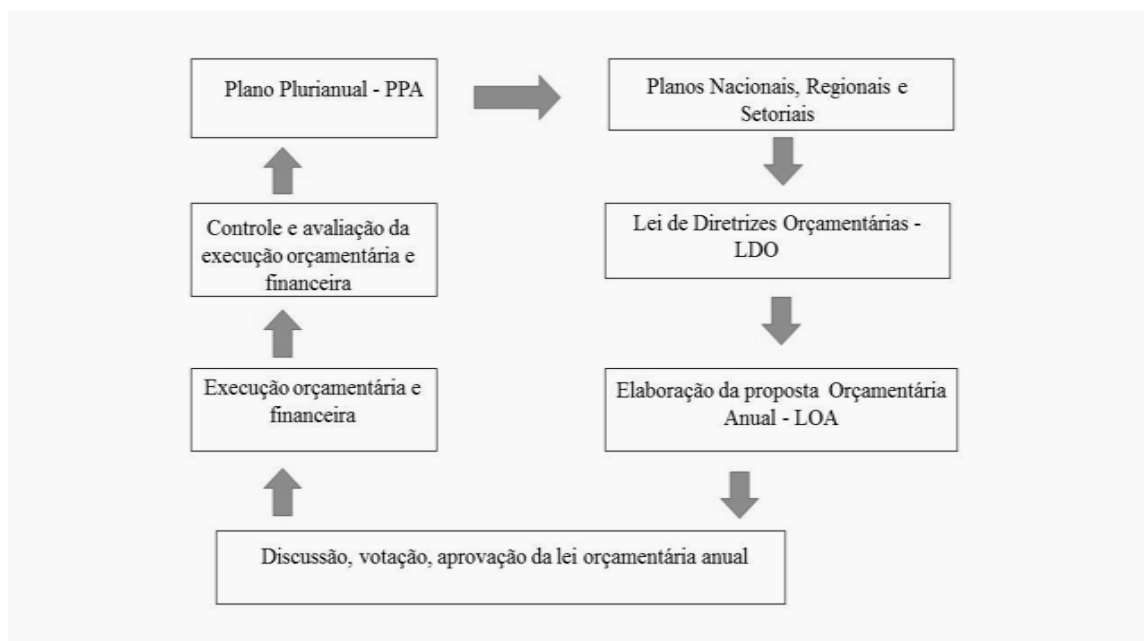 Plano Plurianual - PPA
Planos Nacionais, Regionais e
Setoriais
Lei de Diretrizes Orçamentárias -
LDO
Elaboração da proposta Orçamentária
Anual - LOA
Discussão, votação, aprovação da lei orçamentária anual
Execução orçamentária e
financeira
Controle e avaliação da
execução orçamentária e
financeira